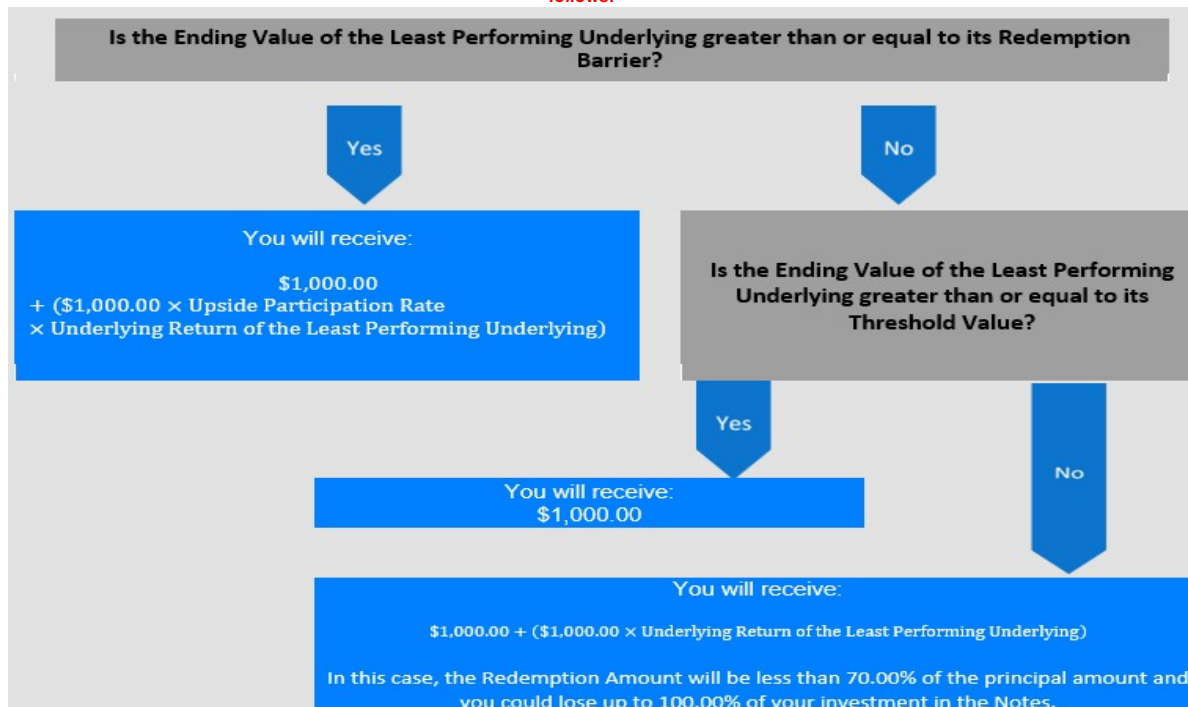 follows:
Is the Ending Value of the Least Performing Underlying greater than or equal to its Redemption
Barrier?
Yes
No
You will receive:
$1,000.00
+ ($1,000.00 × Upside Participation Rate
× Underlying Return of the Least Performing Underlying)
Is the Ending Value of the Least Performing
Underlying greater than or equal to its
Threshold Value?
Yes
No
You will receive:
$1,000.00
You will receive:
$1,000.00 + ($1,000.00 × Underlying Return of the Least Performing Underlying)
In this case, the Redemption Amount will be less than 70.00% of the principal amount and
you could lose up to 100.00% of your investment in the Notes.